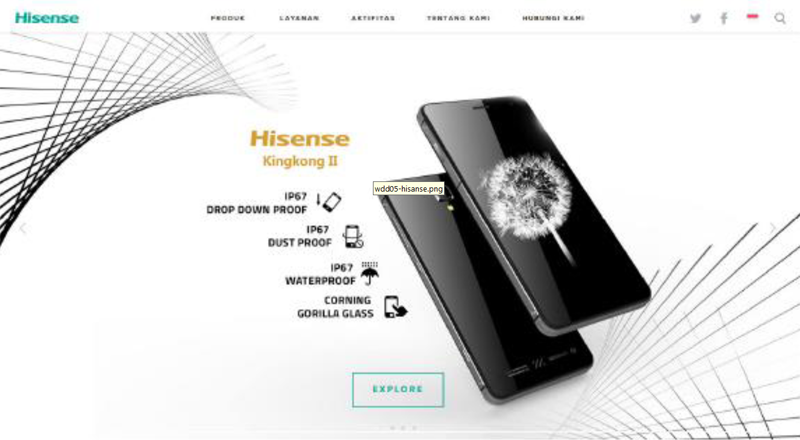 Hisense
PRODUK
LAYANAN
AKTIFITAS
TENTANG KAMI
HUBUNGI KAMI
Hisense
Kingkong II
wdd05-hisanse.png
IP67
DROP DOWN PROOF
IP67
DUST PROOF
IP67
WATERPROOF
CORNING
GORILLA GLASS
EXPLORE